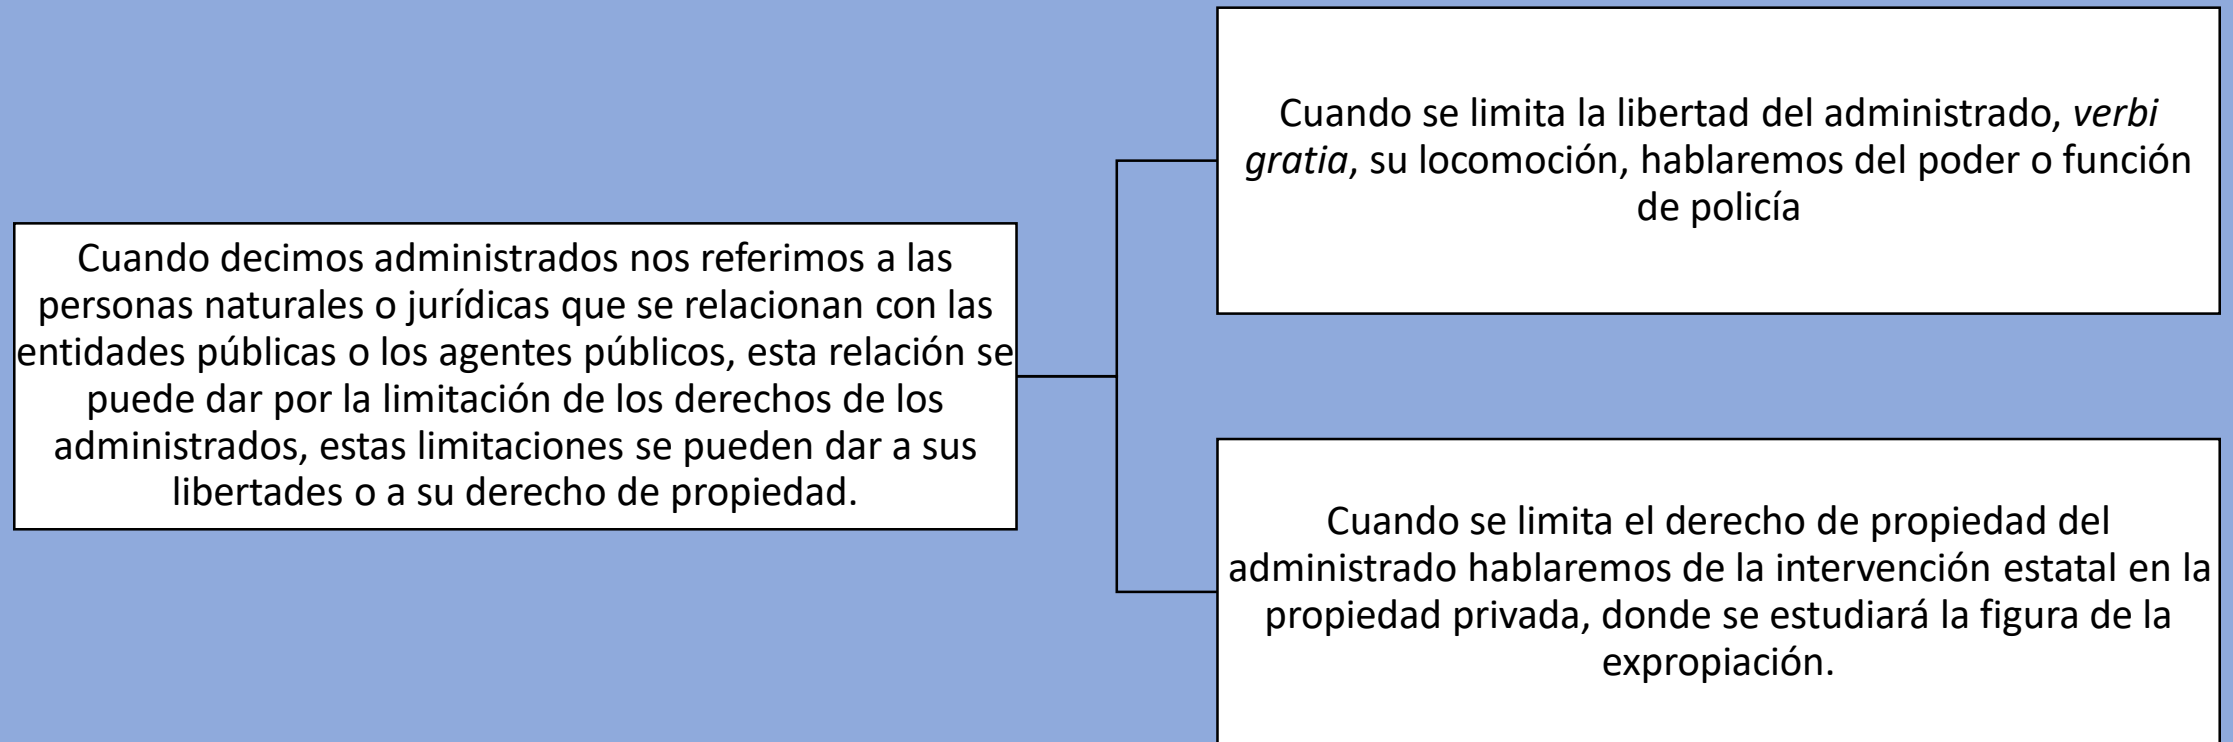 Cuando decimos administrados nos referimos a las
personas naturales o jurídicas que se relacionan con las
entidades públicas o los agentes públicos, esta relación se
puede dar por la limitación de los derechos de los
administrados, estas limitaciones se pueden dar a sus
libertades o a su derecho de propiedad.
Cuando se limita la libertad del administrado, verbi
gratia, su locomoción, hablaremos del poder o función
de policía
Cuando se limita el derecho de propiedad del
administrado hablaremos de la intervención estatal en la
propiedad privada, donde se estudiará la figura de la
expropiación.